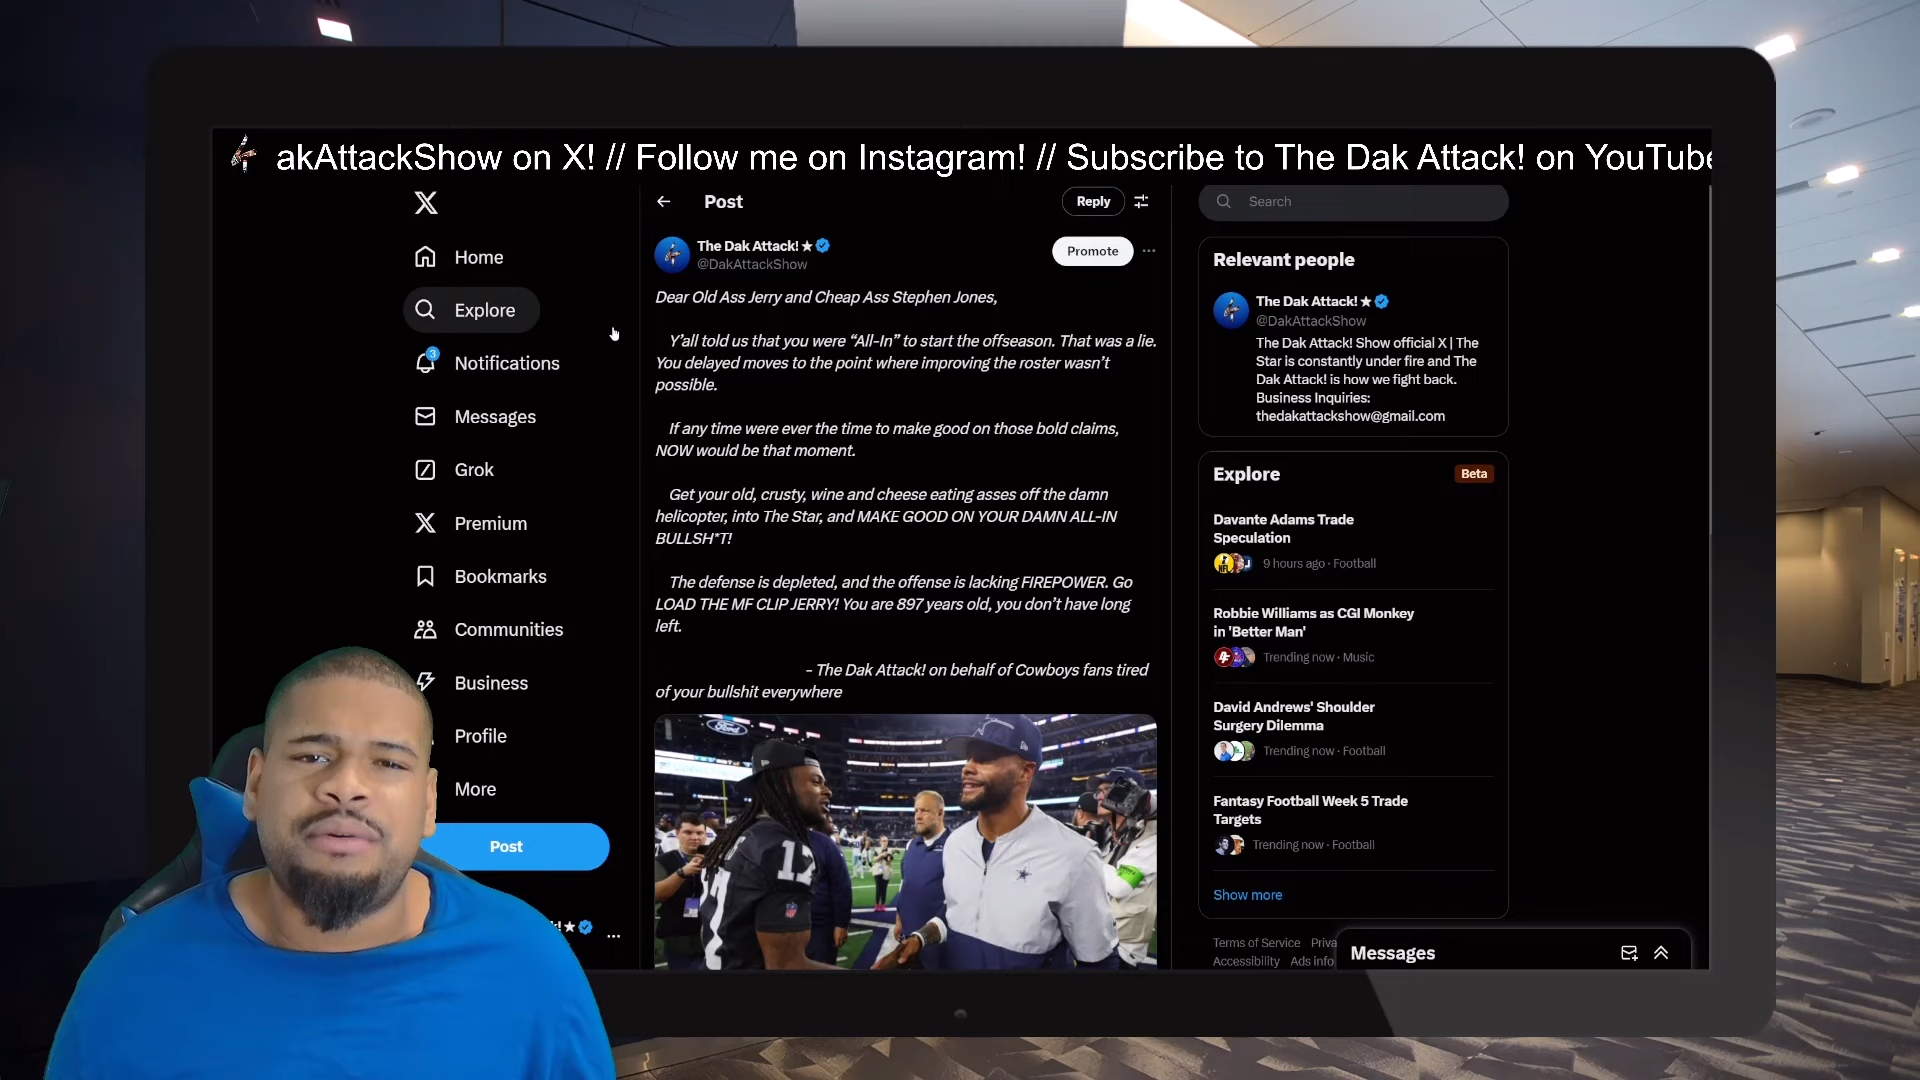 akAttackShow on X! // Follow me on Instagram! // Subscribe to The Dak Attack! on YouTube
Home
Explore
3
Notifications
Messages
Grok
Premium
Bookmarks
Communities
Business
Profile
More
Post
Post
Reply
The Dak Attack! ★
@DakAttackShow
Promote
Dear Old Ass Jerry and Cheap Ass Stephen Jones,
Y’all told us that you were “All-In” to start the offseason. That was a lie.
You delayed moves to the point where improving the roster wasn’t
possible.
If any time were ever the time to make good on those bold claims,
NOW would be that moment.
Get your old, crusty, wine and cheese eating asses off the damn
helicopter, into The Star, and MAKE GOOD ON YOUR DAMN ALL-IN
BULLSH*T!
The defense is depleted, and the offense is lacking FIREPOWER. Go
LOAD THE MF CLIP JERRY! You are 897 years old, you don’t have long
left.
– The Dak Attack! on behalf of Cowboys fans tired
of your bullshit everywhere
Ford
17
17
Search
Relevant people
The Dak Attack! ★
@DakAttackShow
The Dak Attack! Show official X | The
Star is constantly under fire and The
Dak Attack! is how we fight back.
Business Inquiries:
thedakattackshow@gmail.com
Explore
Beta
Davante Adams Trade
Speculation
9 hours ago · Football
Robbie Williams as CGI Monkey
in 'Better Man'
Trending now · Music
David Andrews' Shoulder
Surgery Dilemma
Trending now · Football
Fantasy Football Week 5 Trade
Targets
Trending now · Football
Show more
Terms of Service Priva
Accessibility Ads info
Messages